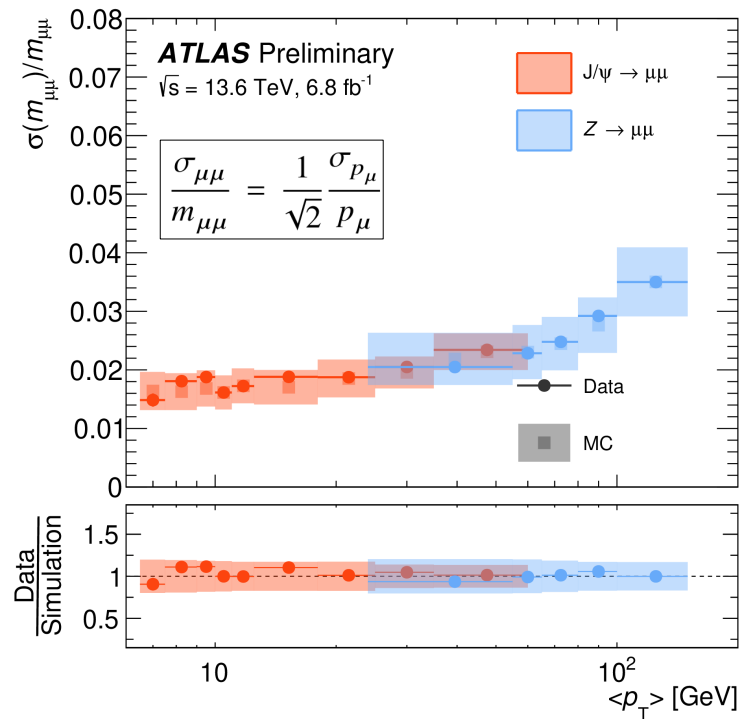 0.08
0.07
0.06
0.05
0.04
0.03
0.02
0.01
0
σ(m_μμ)/m_μμ
ATLAS Preliminary
√s = 13.6 TeV, 6.8 fb⁻¹
σ_μμ / m_μμ = 1/√2 σ_pμ / p_μ
J/ψ → μμ
Z → μμ
Data
MC
1.5
1
0.5
Data
Simulation
10
10²
<p_T> [GeV]